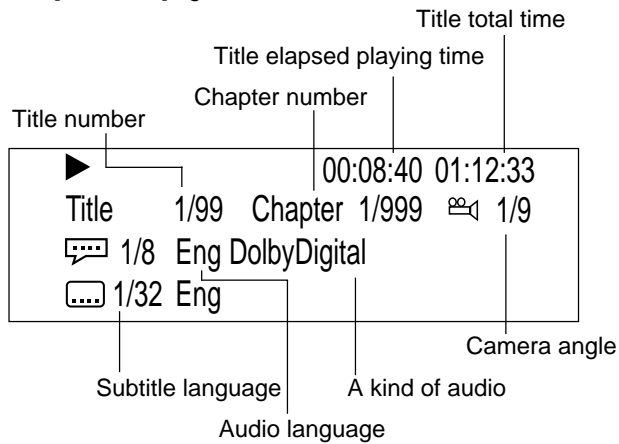 Title total time
Title elapsed playing time
Chapter number
Title number
00:08:40 01:12:33
Title 1/99 Chapter 1/999 1/9
1/8 Eng DolbyDigital
1/32 Eng
Camera angle
Subtitle language A kind of audio
Audio language